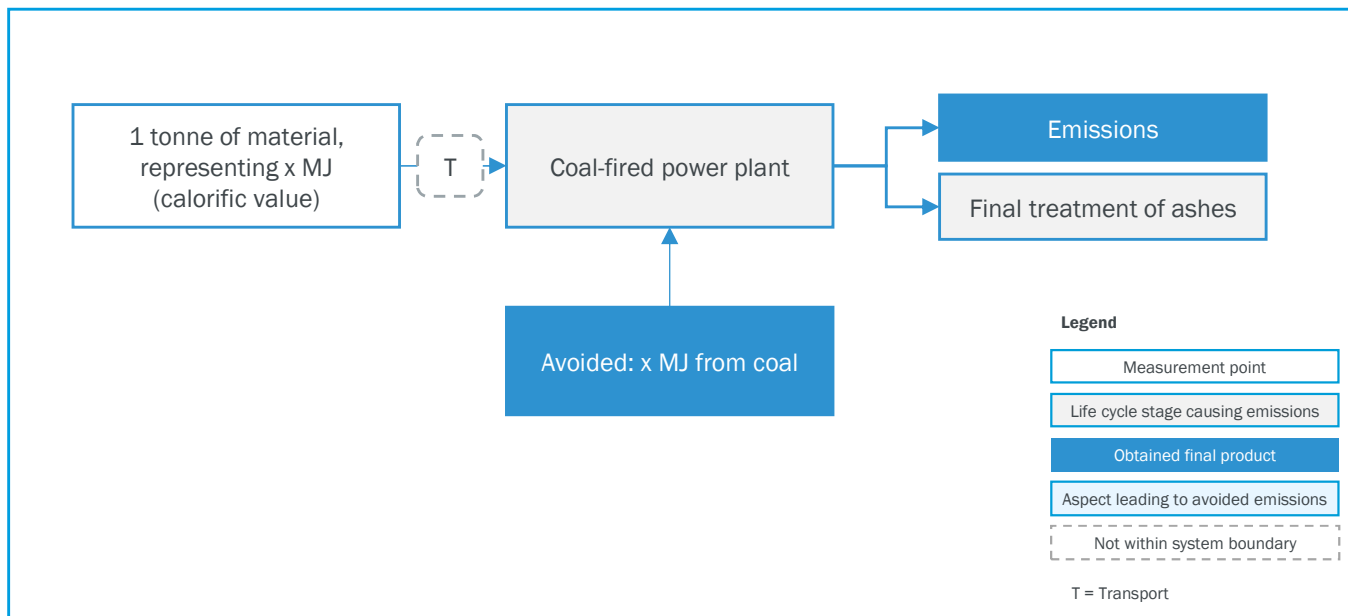 1 tonne of material,
representing x MJ
(calorific value)
T
Coal-fired power plant
Emissions
Final treatment of ashes
Avoided: x MJ from coal
Legend
Measurement point
Life cycle stage causing emissions
Obtained final product
Aspect leading to avoided emissions
Not within system boundary
T = Transport